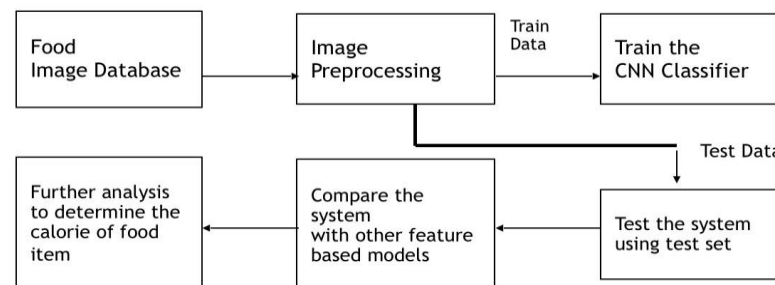 Food
Image Database
Image
Preprocessing
Train
Data
Train the
CNN Classifier
Test Data
Further analysis
to determine the
calorie of food
item
Compare the
system
with other feature
based models
Test the system
using test set